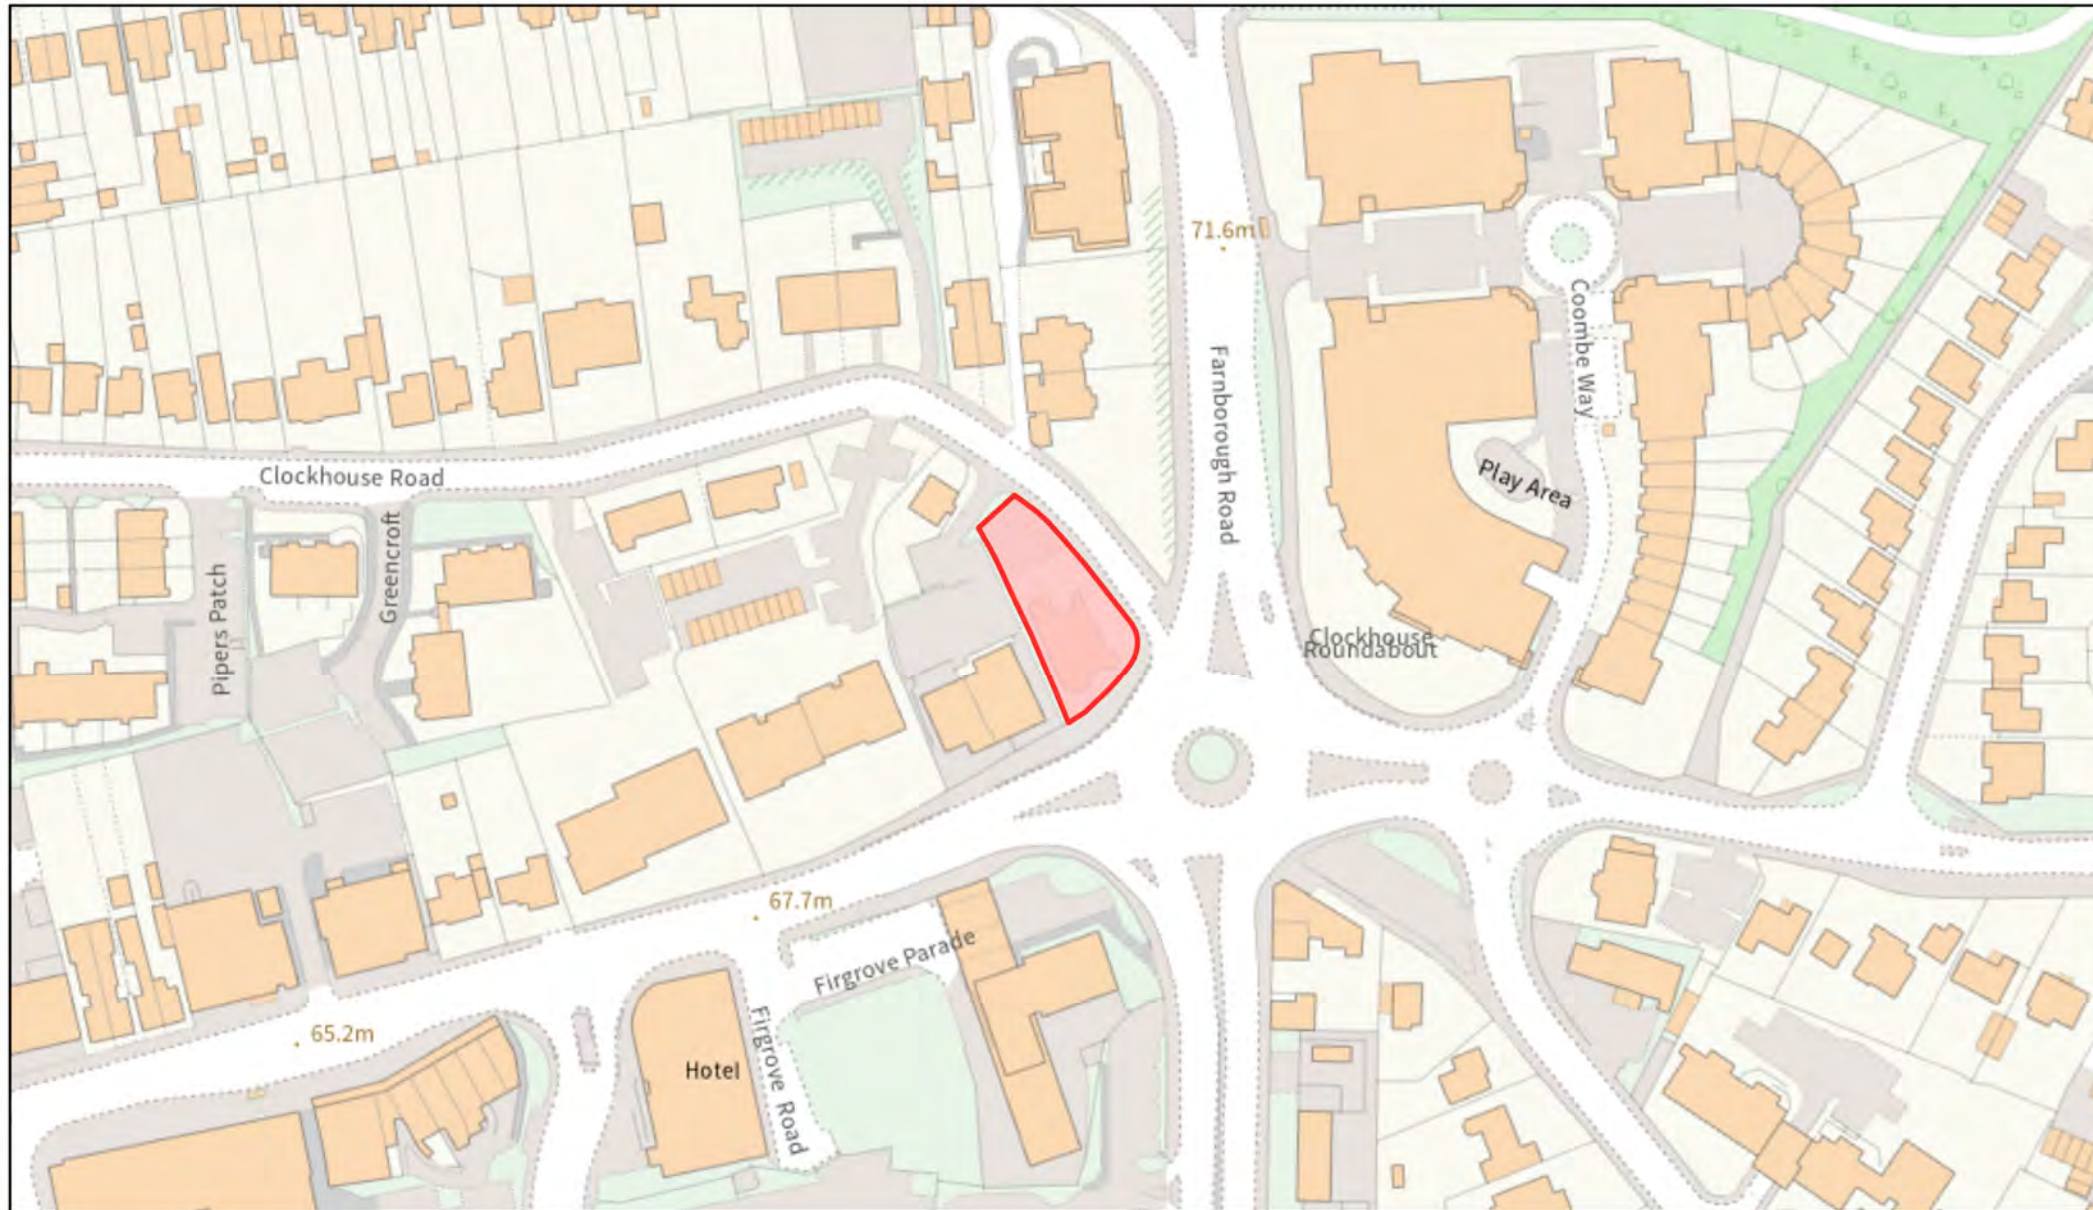 71.6m
Coombe Way
Farnborough Road
Clockhouse Road
Play Area
Greencroft
Pipers Patch
Clockhouse
Roundabout
67.7m
Firgrove Parade
65.2m
Firgrove Road
Hotel